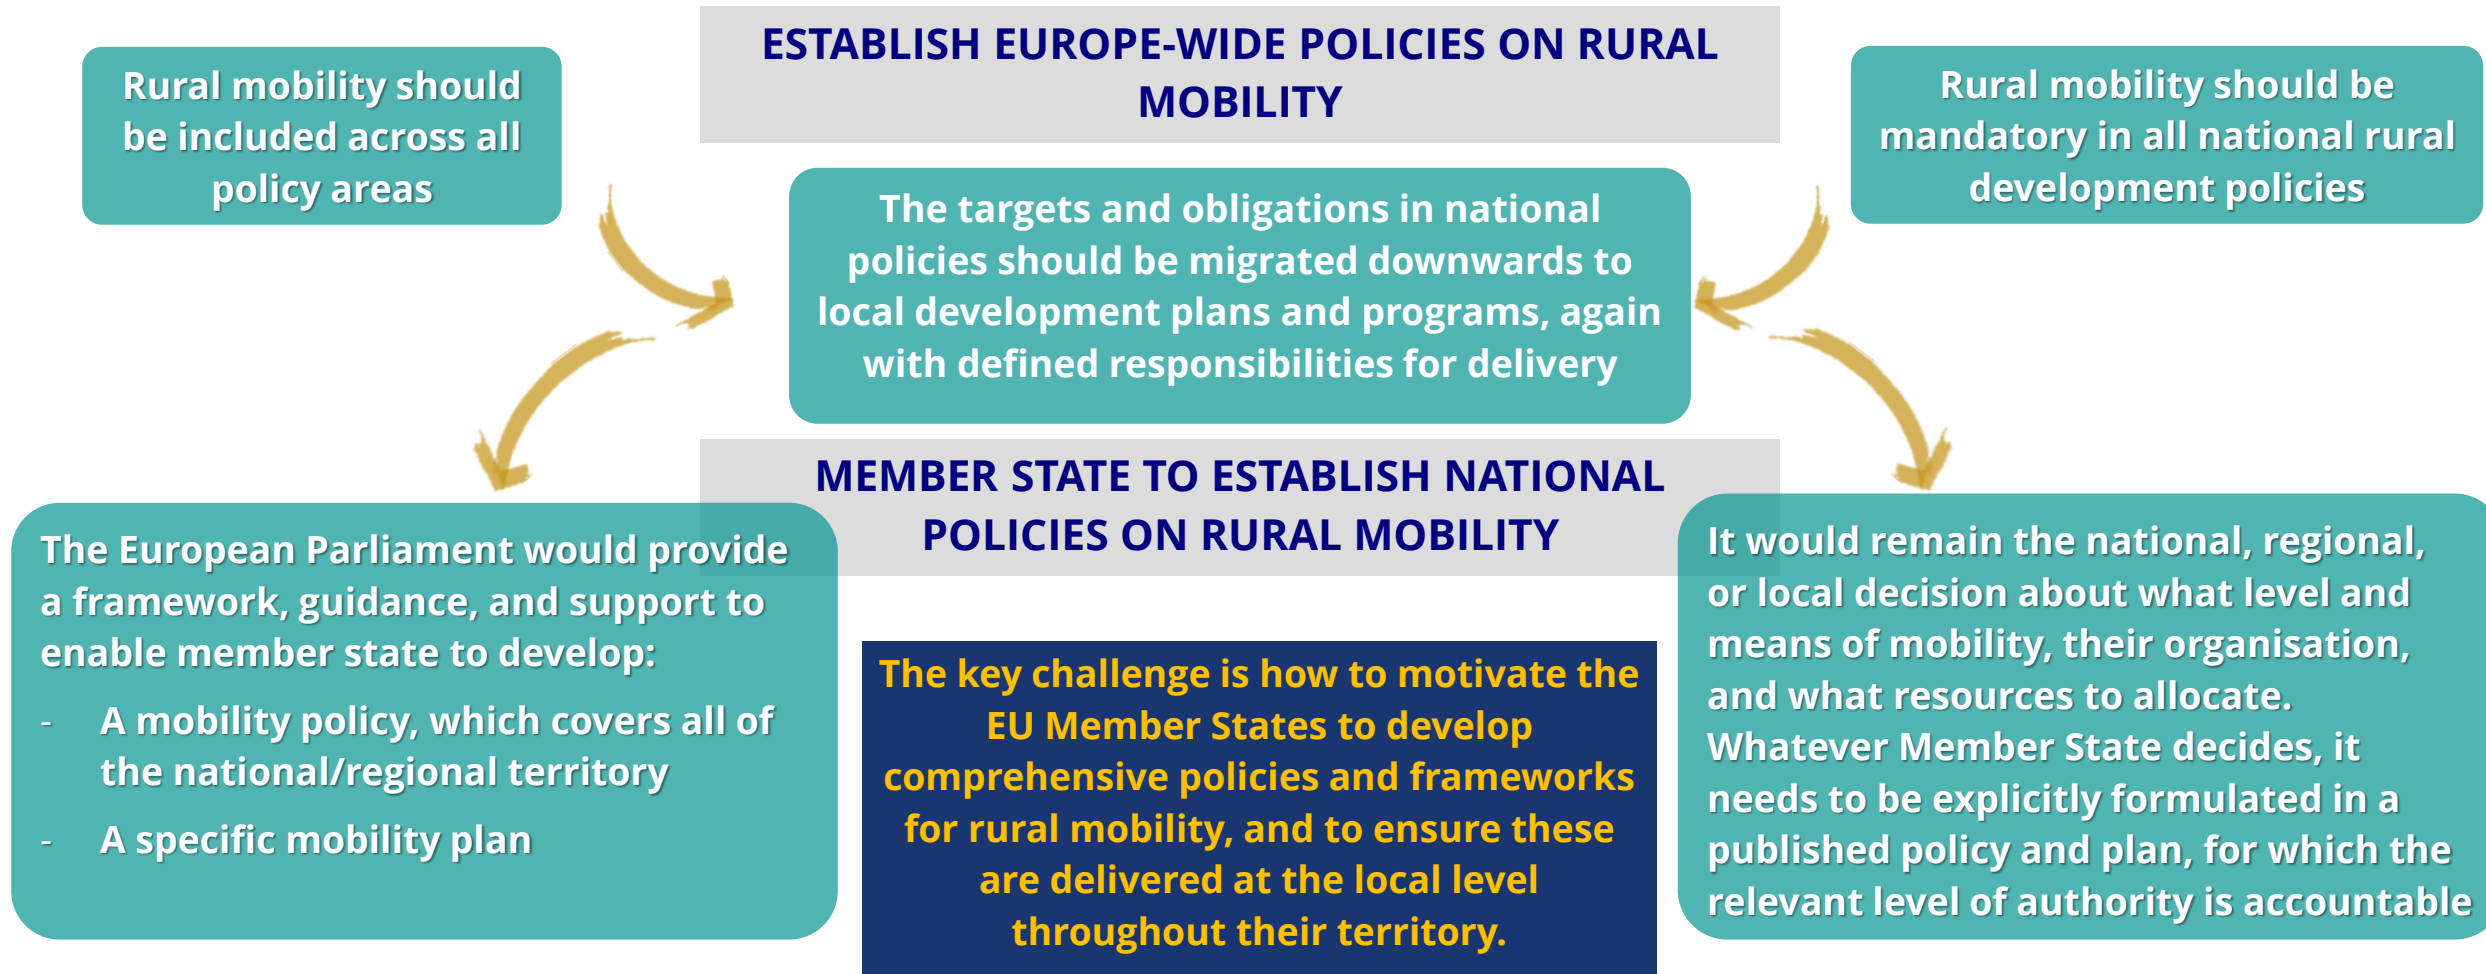 ESTABLISH EUROPE-WIDE POLICIES ON RURAL
MOBILITY
Rural mobility should
be included across all
policy areas
Rural mobility should be
mandatory in all national rural
development policies
The targets and obligations in national
policies should be migrated downwards to
local development plans and programs, again
with defined responsibilities for delivery
MEMBER STATE TO ESTABLISH NATIONAL
POLICIES ON RURAL MOBILITY
The European Parliament would provide
a framework, guidance, and support to
enable member state to develop:
- A mobility policy, which covers all of
the national/regional territory
- A specific mobility plan
The key challenge is how to motivate the
EU Member States to develop
comprehensive policies and frameworks
for rural mobility, and to ensure these
are delivered at the local level
throughout their territory.
It would remain the national, regional,
or local decision about what level and
means of mobility, their organisation,
and what resources to allocate.
Whatever Member State decides, it
needs to be explicitly formulated in a
published policy and plan, for which the
relevant level of authority is accountable